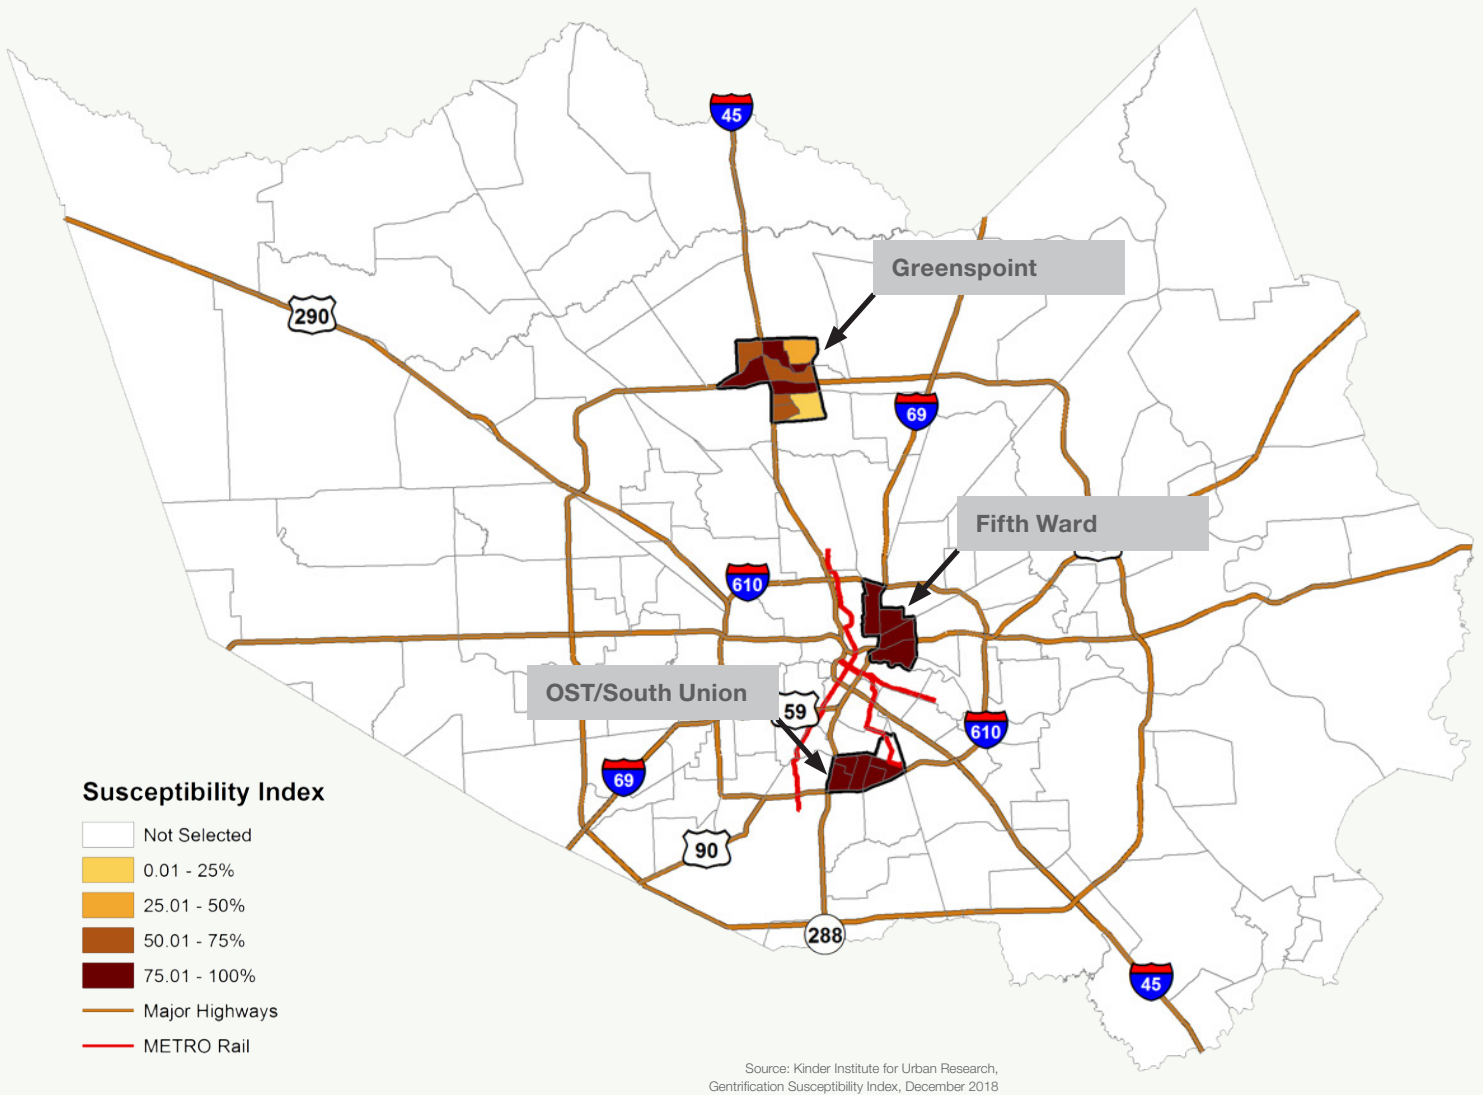 45
Greenspoint
290
69
Fifth Ward
610
OST/South Union
59
610
69
Susceptibility Index
Not Selected
0.01 - 25%
25.01 - 50%
50.01 - 75%
75.01 - 100%
Major Highways
METRO Rail
90
288
45
Source: Kinder Institute for Urban Research,
Gentrification Susceptibility Index, December 2018